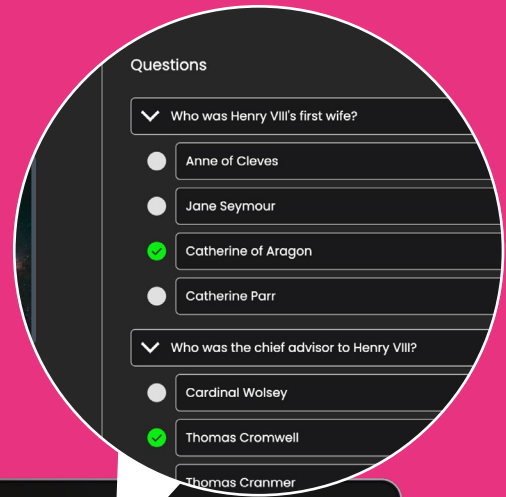 Questions
Who was Henry VIII's first wife?
Anne of Cleves
Jane Seymour
Catherine of Aragon
Catherine Parr
Who was the chief advisor to Henry VIII?
Cardinal Wolsey
Thomas Cromwell
Thomas Cranmer